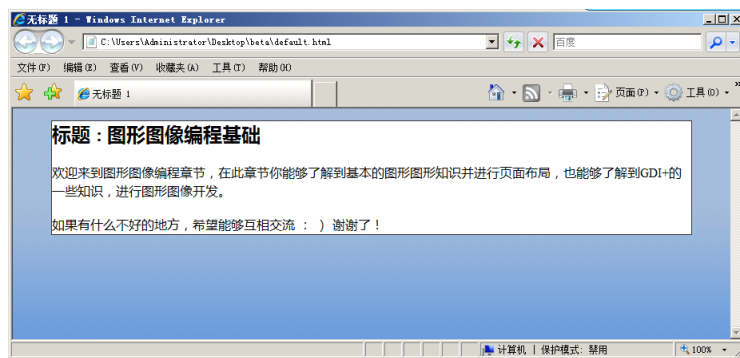 无标题 1 - Windows Internet Explorer
C:\Users\Administrator\Desktop\beta\default.html 百度
文件(F) 编辑(E) 查看(V) 收藏夹(A) 工具(T) 帮助(H)
无标题 1 页面(P) 工具(O)
标题：图形图像编程基础
欢迎来到图形图像编程章节，在此章节你能够了解到基本的图形图形知识并进行页面布局，也能够了解到GDI+的
一些知识，进行图形图像开发。
如果有什么不好的地方，希望能够互相交流 ： ）谢谢了！
计算机 | 保护模式: 禁用 100%